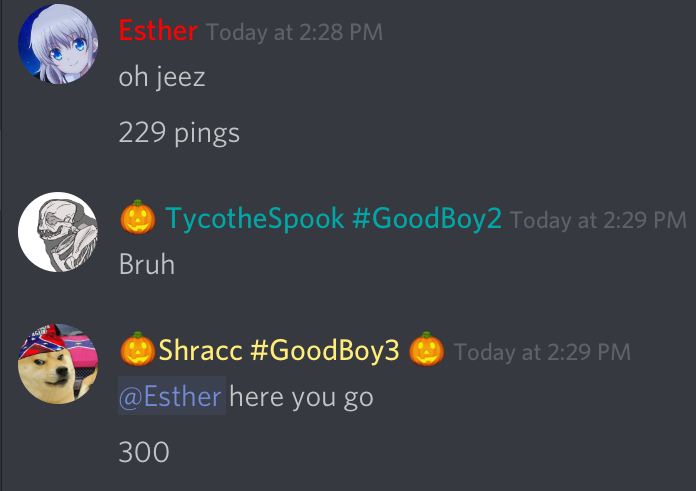 Esther Today at 2:28 PM
oh jeez
229 pings
🎃 TycotheSpook #GoodBoy2 Today at 2:29 PM
Bruh
🎃Shracc #GoodBoy3 🎃 Today at 2:29 PM
@Esther here you go
300